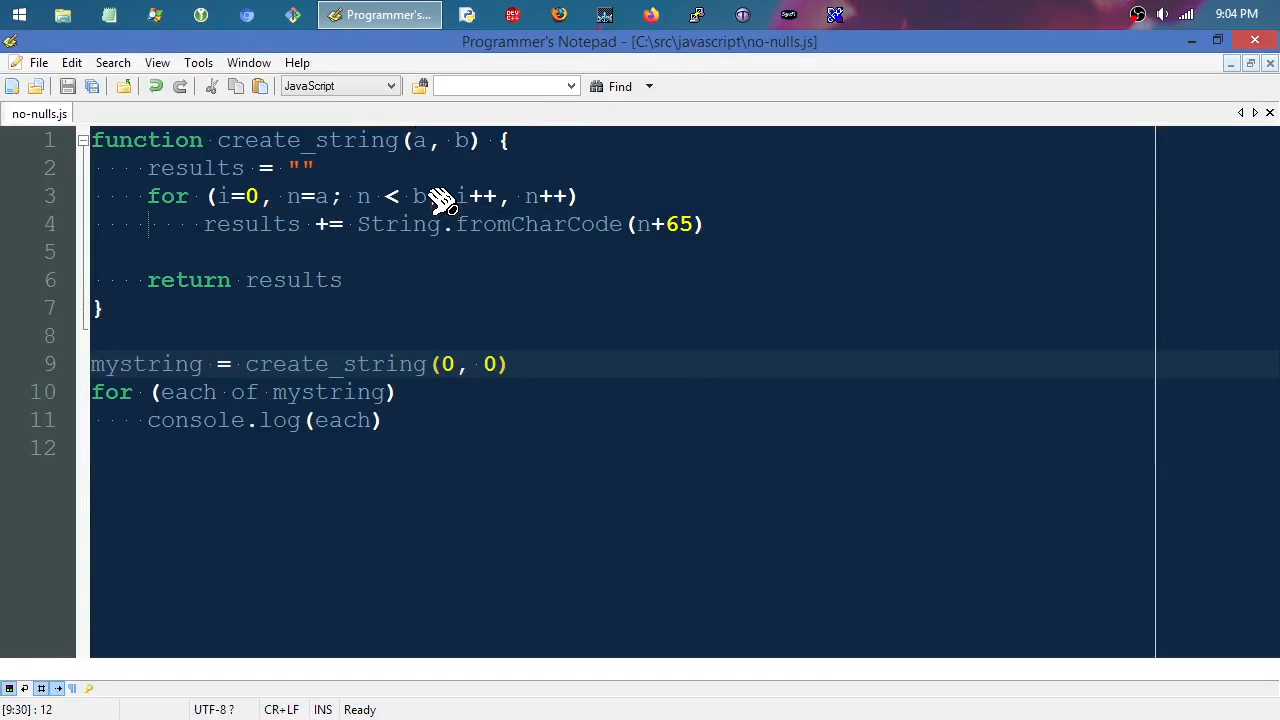 Programmer's...
9:04 PM
Programmer's Notepad - [C:\src\javascript\no-nulls.js]
File Edit Search View Tools Window Help
JavaScript Find
no-nulls.js
1 function create_string(a, b) {
2 results = ""
3 for (i=0, n=a; n < b i++, n++)
4 results += String.fromCharCode(n+65)
5
6 return results
7 }
8
9 mystring = create_string(0, 0)
10 for (each of mystring)
11 console.log(each)
12
[9:30] : 12 UTF-8 ? CR+LF INS Ready